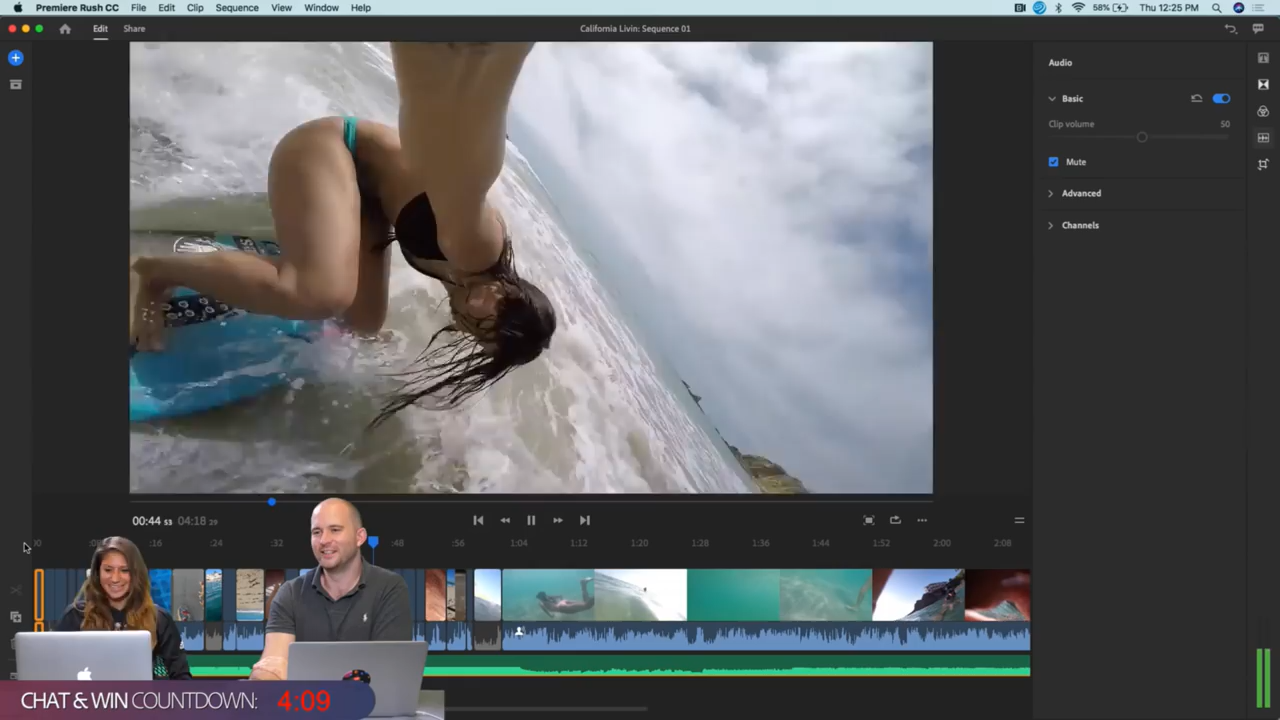 Premiere Rush CC File Edit Clip Sequence View Window Help 58% Thu 12:25 PM
Edit Share California Livin: Sequence 01
Audio
Basic
Clip volume 50
Mute
Advanced
Channels
00:44 53 04:18 29
:16 :24 :32 :48 :56 1:04 1:12 1:20 1:28 1:36 1:44 1:52 2:00 2:08
CHAT & WIN COUNTDOWN: 4:09